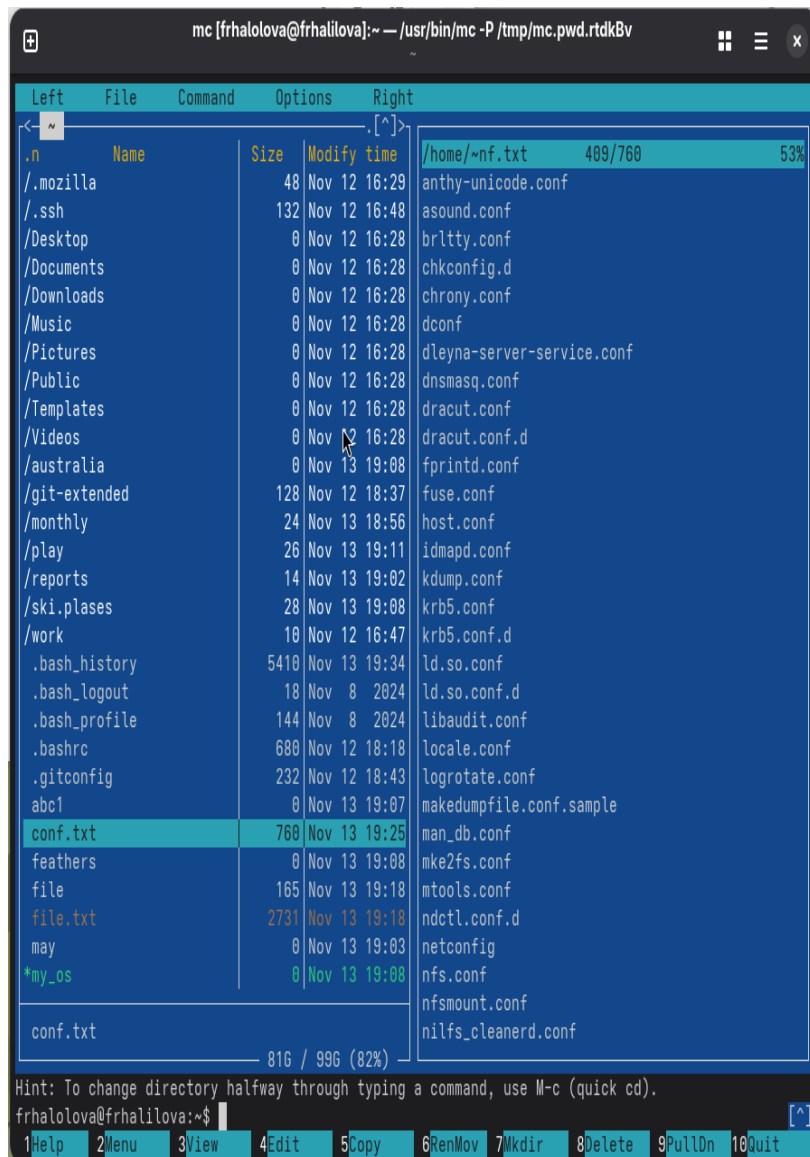 mc [frhalolova@frhalilova]:~ — /usr/bin/mc -P /tmp/mc.pwd.rtdkBv
~
Left File Command Options Right
<- ~ .[^]>
.n Name Size Modify time
/.mozilla 48 Nov 12 16:29
/.ssh 132 Nov 12 16:48
/Desktop 0 Nov 12 16:28
/Documents 0 Nov 12 16:28
/Downloads 0 Nov 12 16:28
/Music 0 Nov 12 16:28
/Pictures 0 Nov 12 16:28
/Public 0 Nov 12 16:28
/Templates 0 Nov 12 16:28
/Videos 0 Nov 12 16:28
/australia 0 Nov 13 19:08
/git-extended 128 Nov 12 18:37
/monthly 24 Nov 13 18:56
/play 26 Nov 13 19:11
/reports 14 Nov 13 19:02
/ski.plases 28 Nov 13 19:08
/work 10 Nov 12 16:47
.bash_history 5410 Nov 13 19:34
.bash_logout 18 Nov 8 2024
.bash_profile 144 Nov 8 2024
.bashrc 680 Nov 12 18:18
.gitconfig 232 Nov 12 18:43
abc1 0 Nov 13 19:07
conf.txt 760 Nov 13 19:25
feathers 0 Nov 13 19:08
file 165 Nov 13 19:18
file.txt 2731 Nov 13 19:18
may 0 Nov 13 19:03
*my_os 0 Nov 13 19:08
conf.txt
81G / 99G (82%)
/home/~nf.txt 409/760 53%
anthy-unicode.conf
asound.conf
brltty.conf
chkconfig.d
chrony.conf
dconf
dleyna-server-service.conf
dnsmasq.conf
dracut.conf
dracut.conf.d
fprintd.conf
fuse.conf
host.conf
idmapd.conf
kdump.conf
krb5.conf
krb5.conf.d
ld.so.conf
ld.so.conf.d
libaudit.conf
locale.conf
logrotate.conf
makedumpfile.conf.sample
man_db.conf
mke2fs.conf
mtools.conf
ndctl.conf.d
netconfig
nfs.conf
nfsmount.conf
nilfs_cleanerd.conf
Hint: To change directory halfway through typing a command, use M-c (quick cd).
frhalolova@frhalilova:~$ [^]
1Help 2Menu 3View 4Edit 5Copy 6RenMov 7Mkdir 8Delete 9PullDn 10Quit